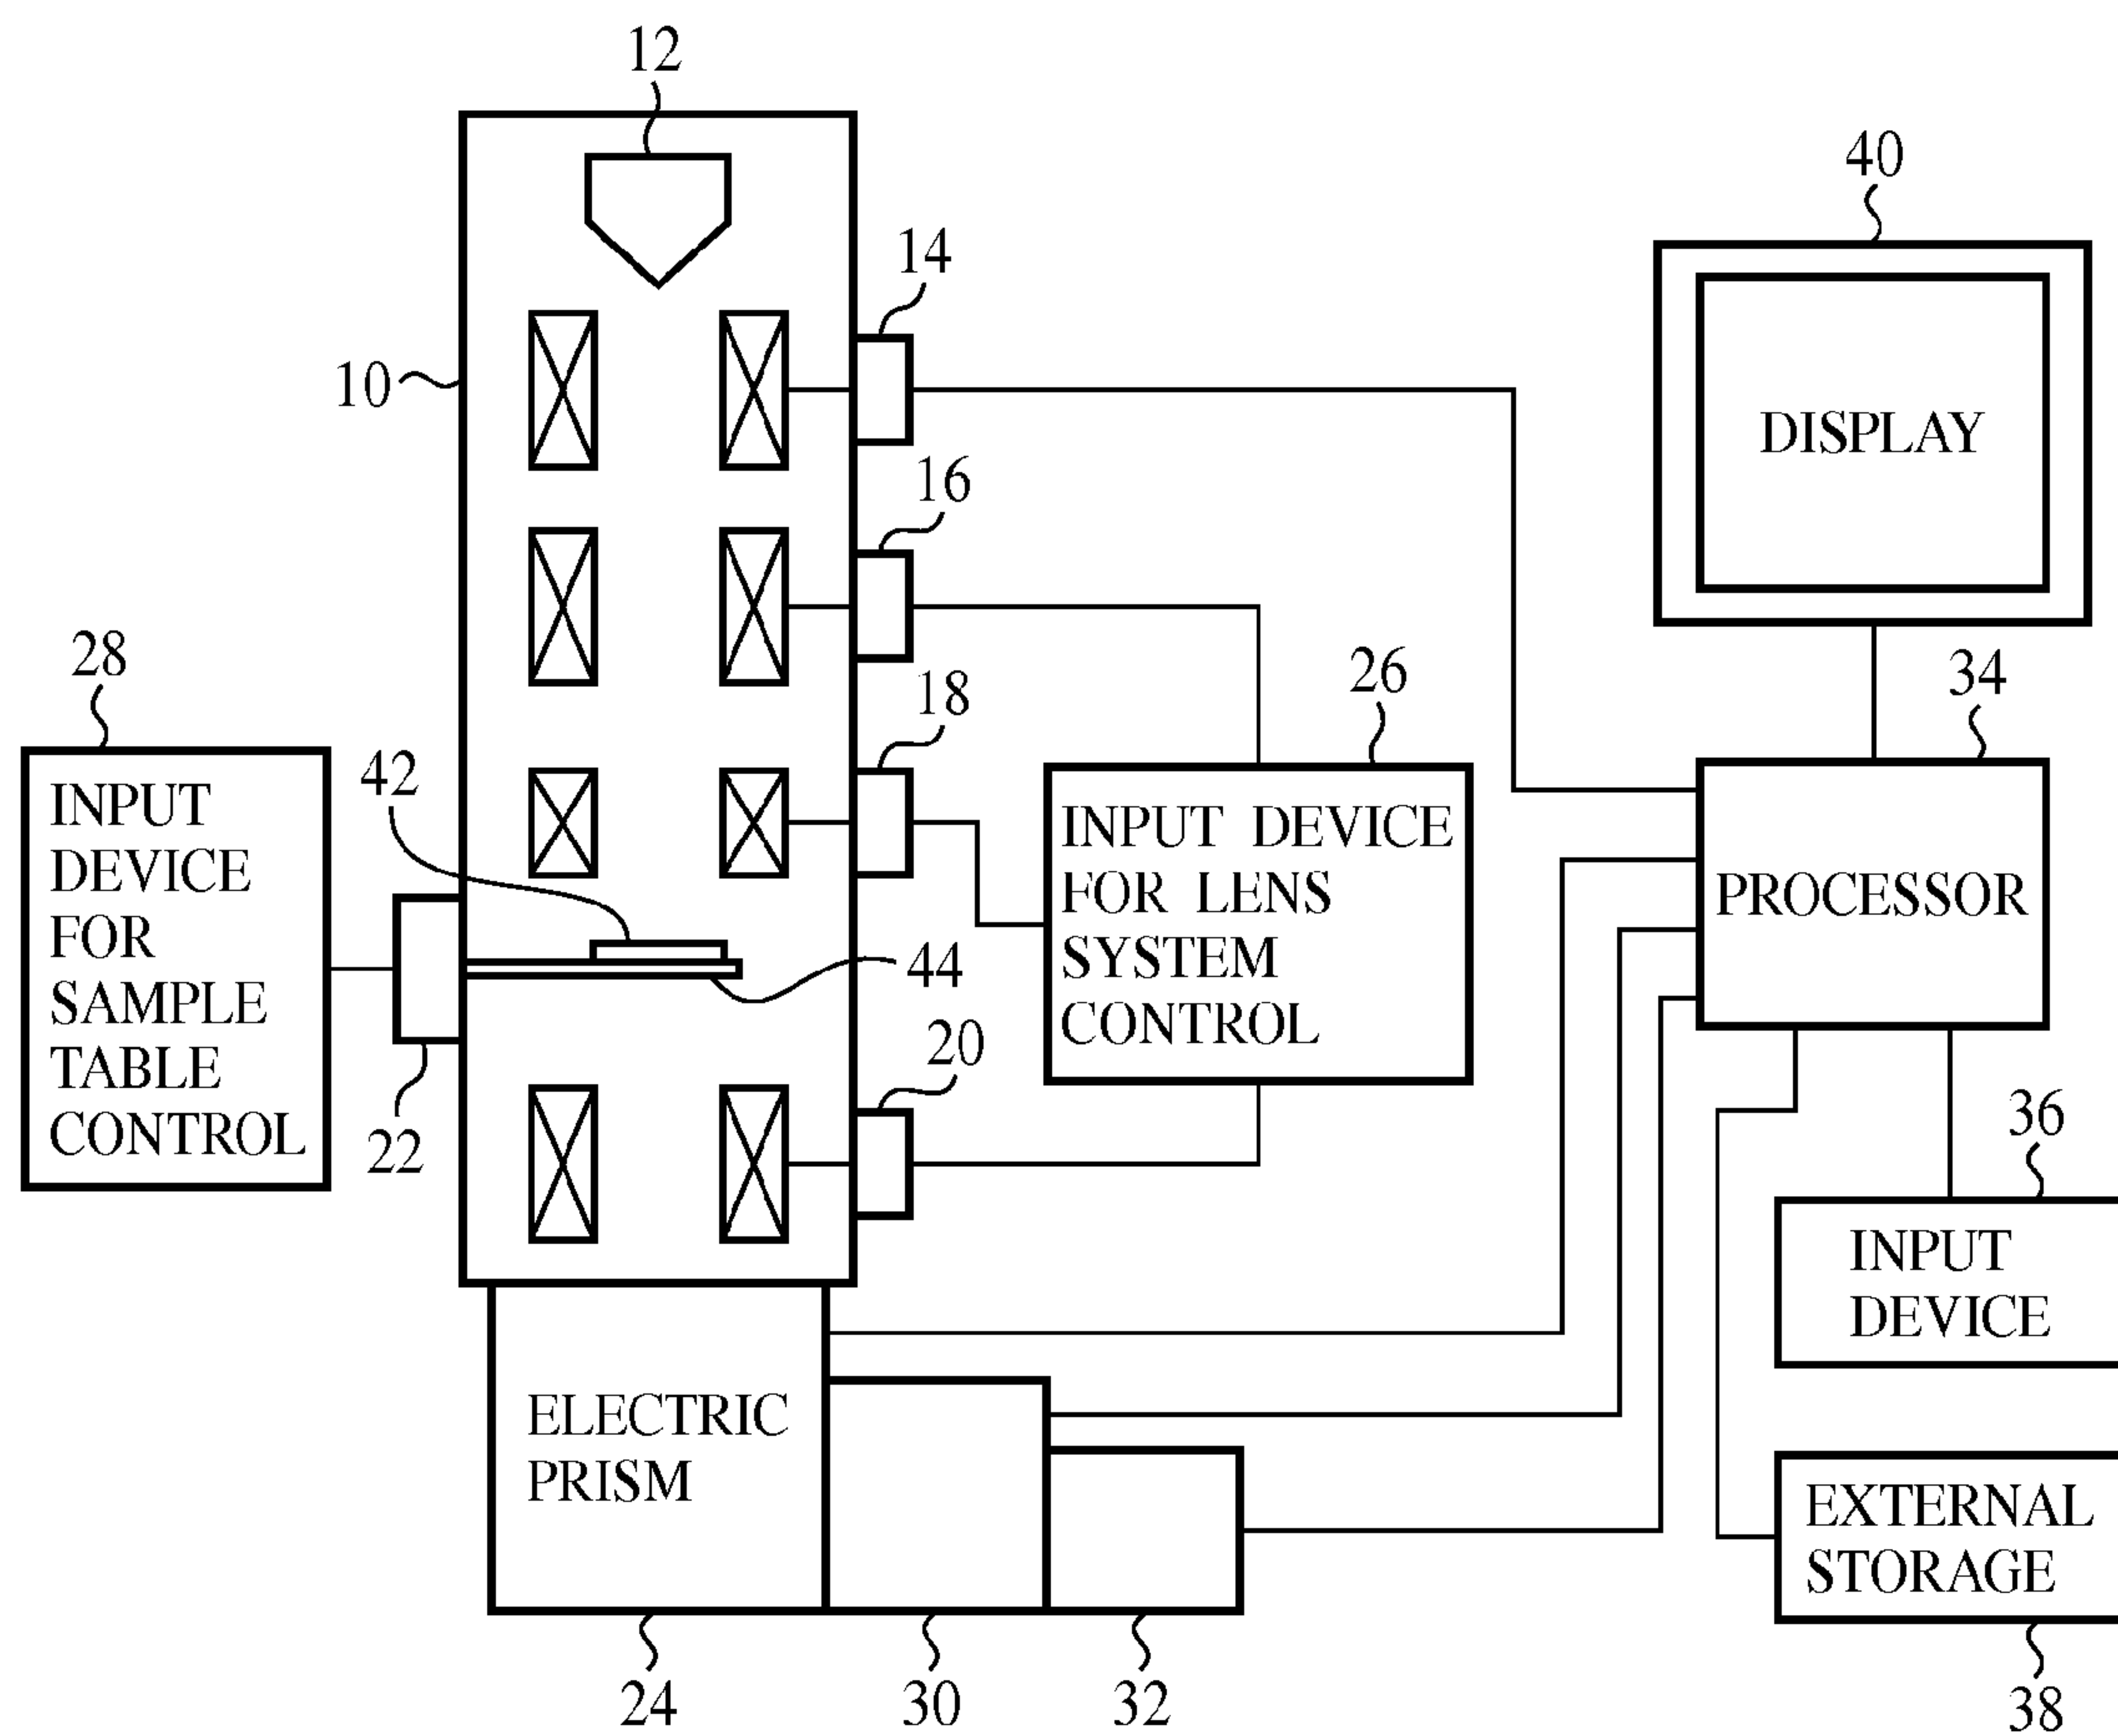 12
40
14
10
DISPLAY
16
28
18
26
34
42
INPUT
DEVICE
FOR
SAMPLE
TABLE
CONTROL
INPUT DEVICE
FOR LENS
SYSTEM
CONTROL
PROCESSOR
44
20
22
36
INPUT
DEVICE
ELECTRIC
PRISM
EXTERNAL
STORAGE
24
30
32
38